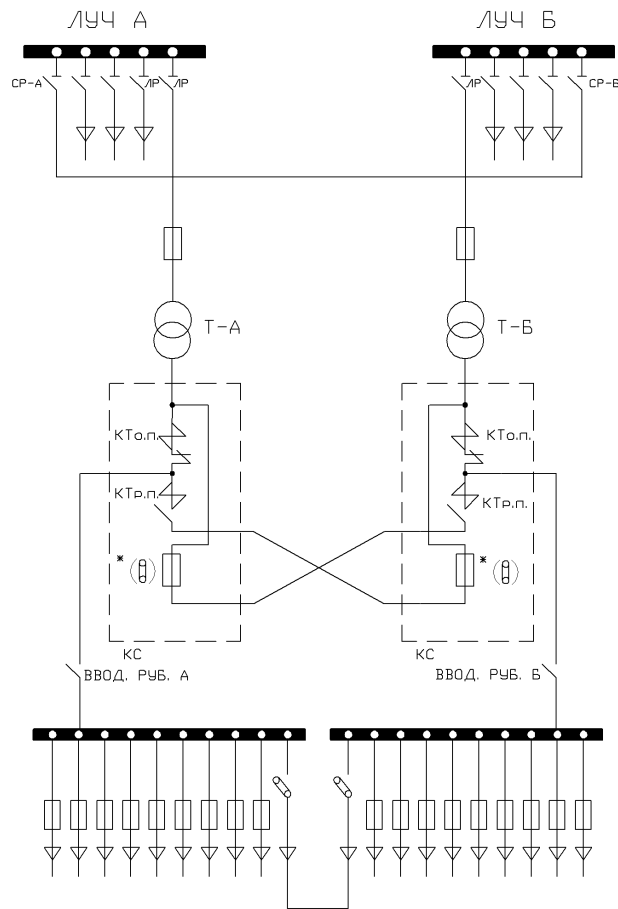 ЛУЧ А
ЛУЧ Б
СР-А
ЛР
ЛР
ЛР
СР-Б
Т-А
Т-Б
КТо.п.
КТо.п.
КТр.п.
КТр.п.
*
*
КС
КС
ВВОД. РУБ. А
ВВОД. РУБ. Б